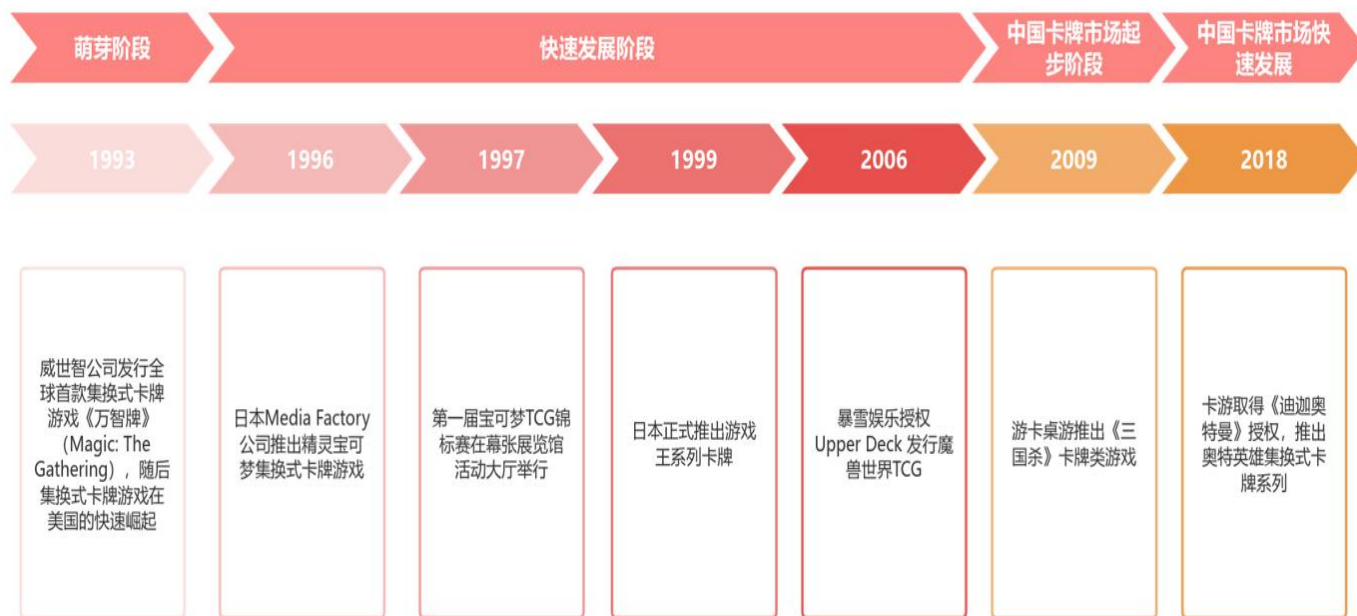 萌芽阶段
快速发展阶段
中国卡牌市场起
步阶段
中国卡牌市场快
速发展
1993
1996
1997
1999
2006
2009
2018
威世智公司发行全
球首款集换式卡牌
游戏《万智牌》
（Magic: The
Gathering），随后
集换式卡牌游戏在
美国的快速崛起
日本Media Factory
公司推出精灵宝可
梦集换式卡牌游戏
第一届宝可梦TCG锦
标赛在幕张展览馆
活动大厅举行
日本正式推出游戏
王系列卡牌
暴雪娱乐授权
Upper Deck 发行魔
兽世界TCG
游卡桌游推出《三
国杀》卡牌类游戏
卡游取得《迪迦奥
特曼》授权，推出
奥特英雄集换式卡
牌系列